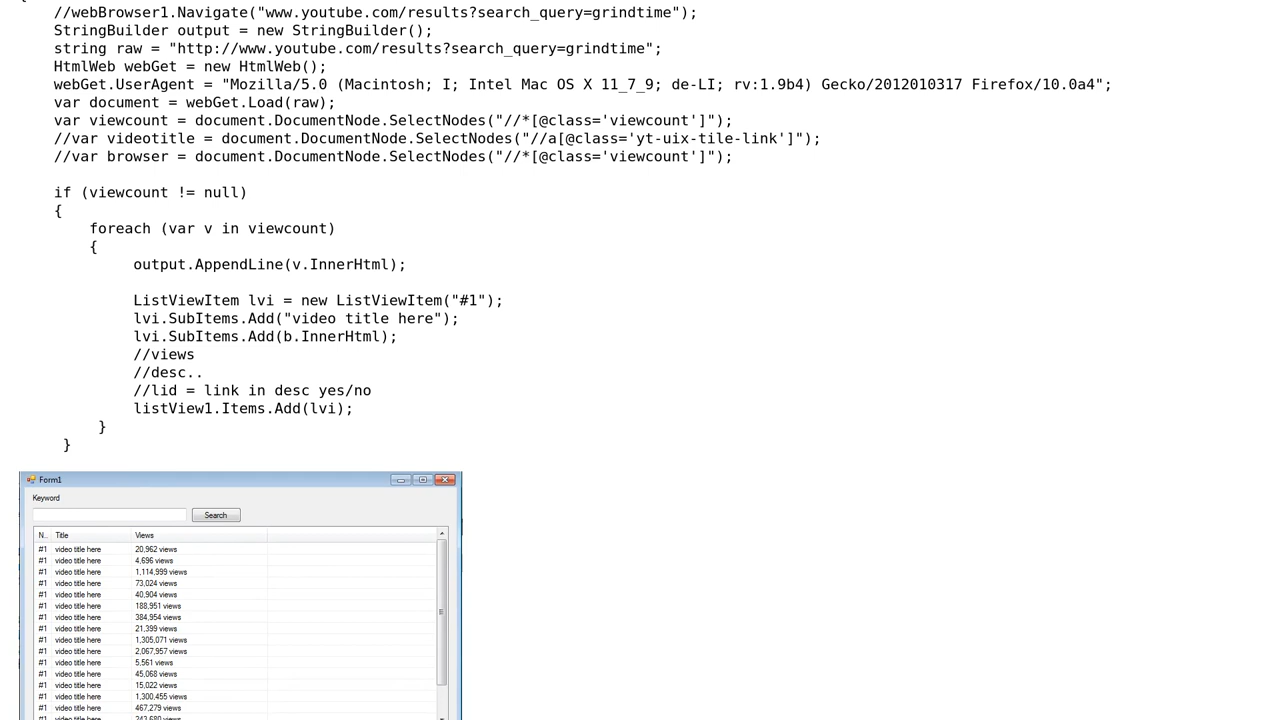 {
//webBrowser1.Navigate("www.youtube.com/results?search_query=grindtime");
StringBuilder output = new StringBuilder();
string raw = "http://www.youtube.com/results?search_query=grindtime";
HtmlWeb webGet = new HtmlWeb();
webGet.UserAgent = "Mozilla/5.0 (Macintosh; I; Intel Mac OS X 11_7_9; de-LI; rv:1.9b4) Gecko/2012010317 Firefox/10.0a4";
var document = webGet.Load(raw);
var viewcount = document.DocumentNode.SelectNodes("//*[@class='viewcount']");
//var videotitle = document.DocumentNode.SelectNodes("//a[@class='yt-uix-tile-link']");
//var browser = document.DocumentNode.SelectNodes("//*[@class='viewcount']");
if (viewcount != null)
{
foreach (var v in viewcount)
{
output.AppendLine(v.InnerHtml);
ListViewItem lvi = new ListViewItem("#1");
lvi.SubItems.Add("video title here");
lvi.SubItems.Add(b.InnerHtml);
//views
//desc..
//lid = link in desc yes/no
listView1.Items.Add(lvi);
}
}
Form1
Keyword
Search
N.. Title Views
#1 video title here 20,962 views
#1 video title here 4,696 views
#1 video title here 1,114,999 views
#1 video title here 73,024 views
#1 video title here 40,904 views
#1 video title here 188,951 views
#1 video title here 384,954 views
#1 video title here 21,399 views
#1 video title here 1,305,071 views
#1 video title here 2,067,957 views
#1 video title here 5,561 views
#1 video title here 45,068 views
#1 video title here 15,022 views
#1 video title here 1,300,455 views
#1 video title here 467,279 views
#1 video title here 243,680 views